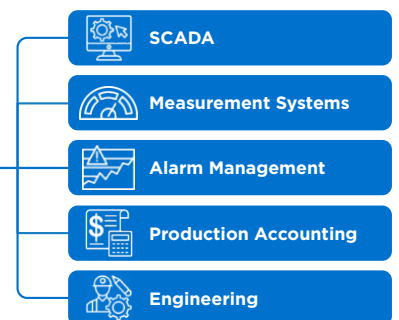 SCADA
Measurement Systems
Alarm Management
$
Production Accounting
Engineering